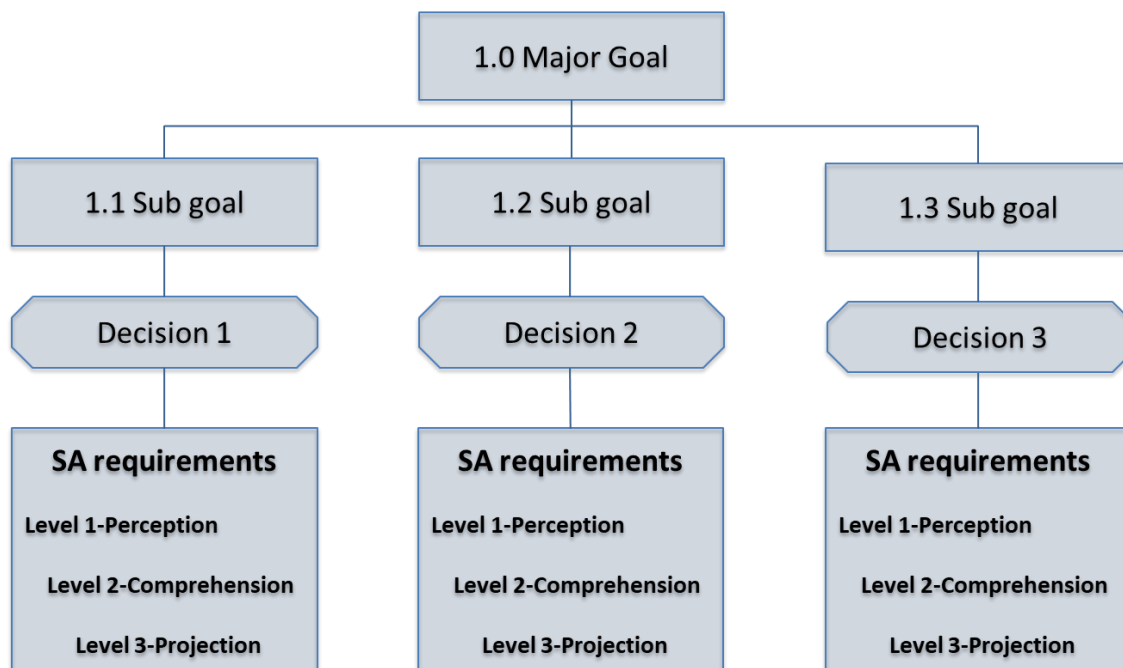 1.0 Major Goal
1.1 Sub goal
1.2 Sub goal
1.3 Sub goal
Decision 1
Decision 2
Decision 3
SA requirements
Level 1-Perception
Level 2-Comprehension
Level 3-Projection
SA requirements
Level 1-Perception
Level 2-Comprehension
Level 3-Projection
SA requirements
Level 1-Perception
Level 2-Comprehension
Level 3-Projection